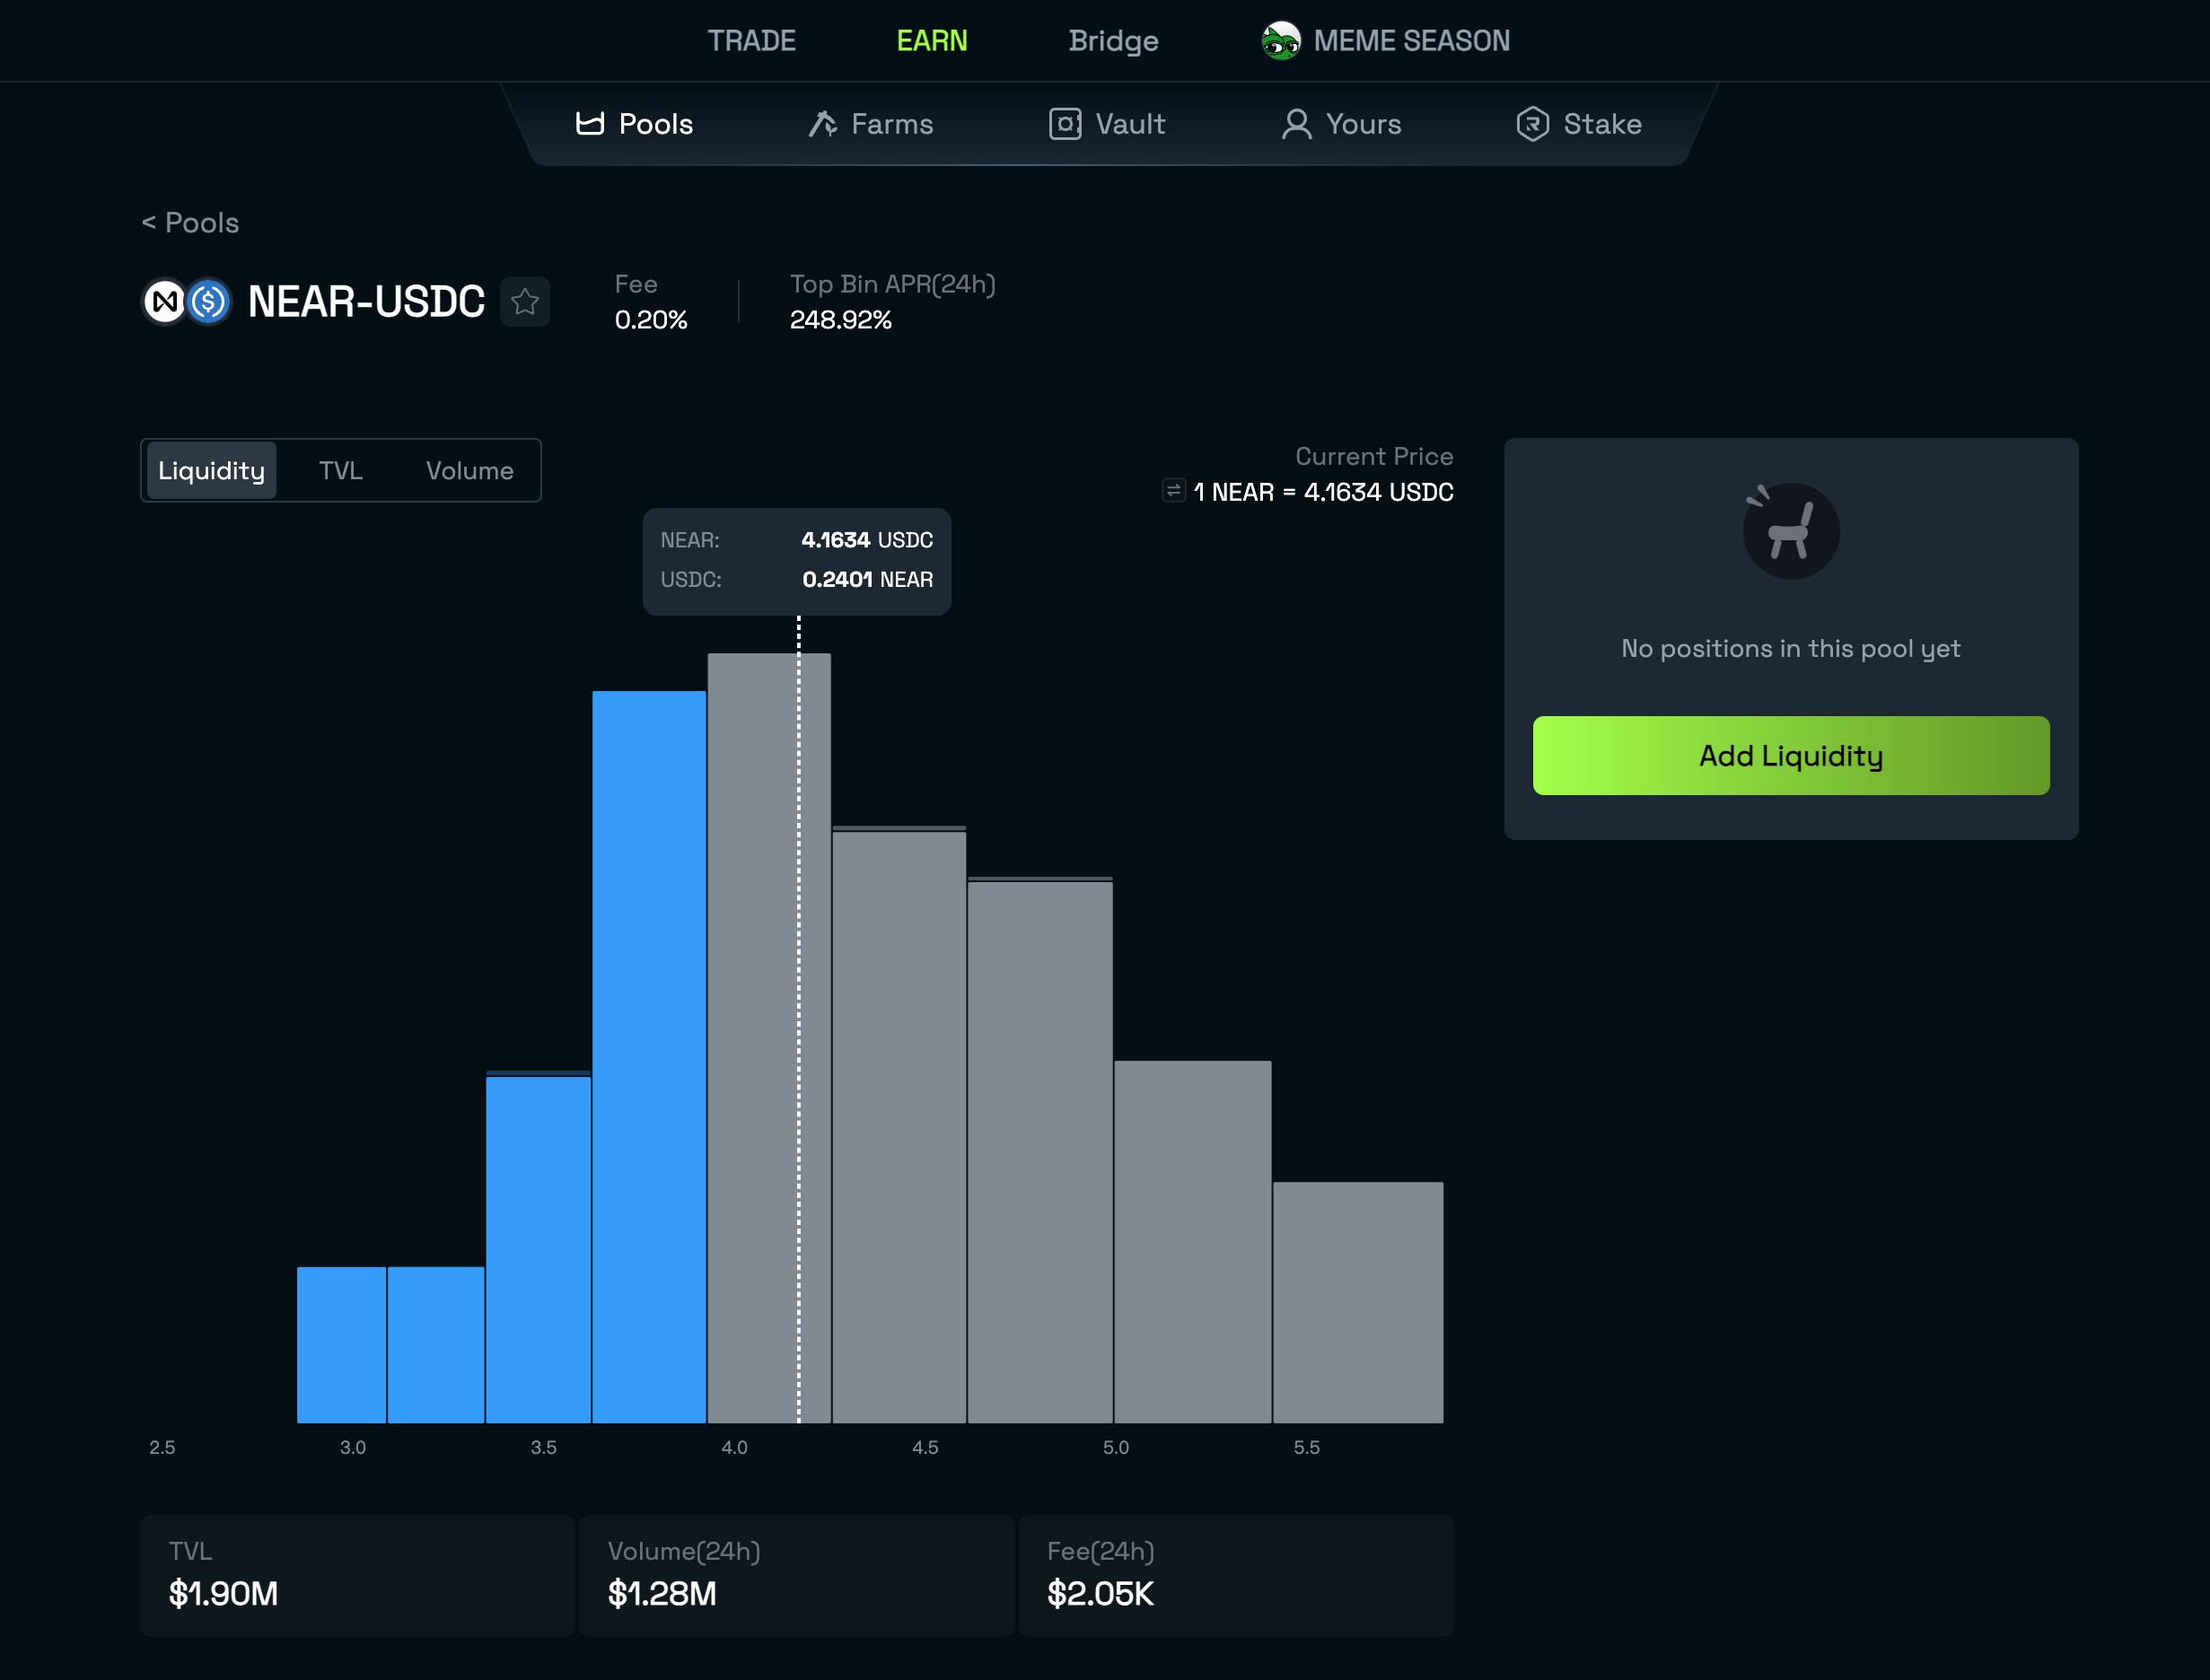 TRADE EARN Bridge MEME SEASON
Pools Farms Vault Yours Stake
< Pools
NEAR-USDC
Fee
0.20%
Top Bin APR(24h)
248.92%
Liquidity TVL Volume
Current Price
1 NEAR = 4.1634 USDC
NEAR: 4.1634 USDC
USDC: 0.2401 NEAR
No positions in this pool yet
Add Liquidity
2.5 3.0 3.5 4.0 4.5 5.0 5.5
TVL
$1.90M
Volume(24h)
$1.28M
Fee(24h)
$2.05K